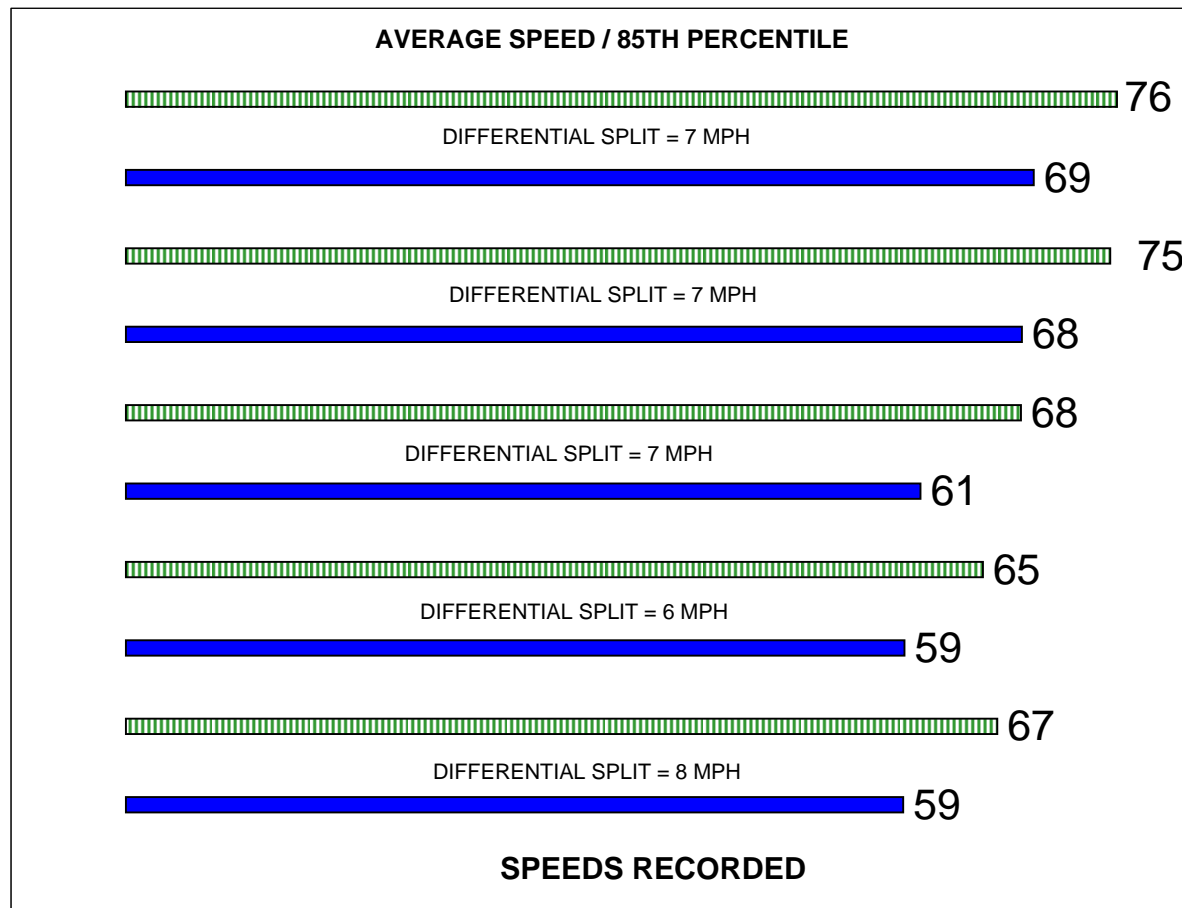 AVERAGE SPEED / 85TH PERCENTILE
76
DIFFERENTIAL SPLIT = 7 MPH
69
75
DIFFERENTIAL SPLIT = 7 MPH
68
68
DIFFERENTIAL SPLIT = 7 MPH
61
65
DIFFERENTIAL SPLIT = 6 MPH
59
67
DIFFERENTIAL SPLIT = 8 MPH
59
SPEEDS RECORDED